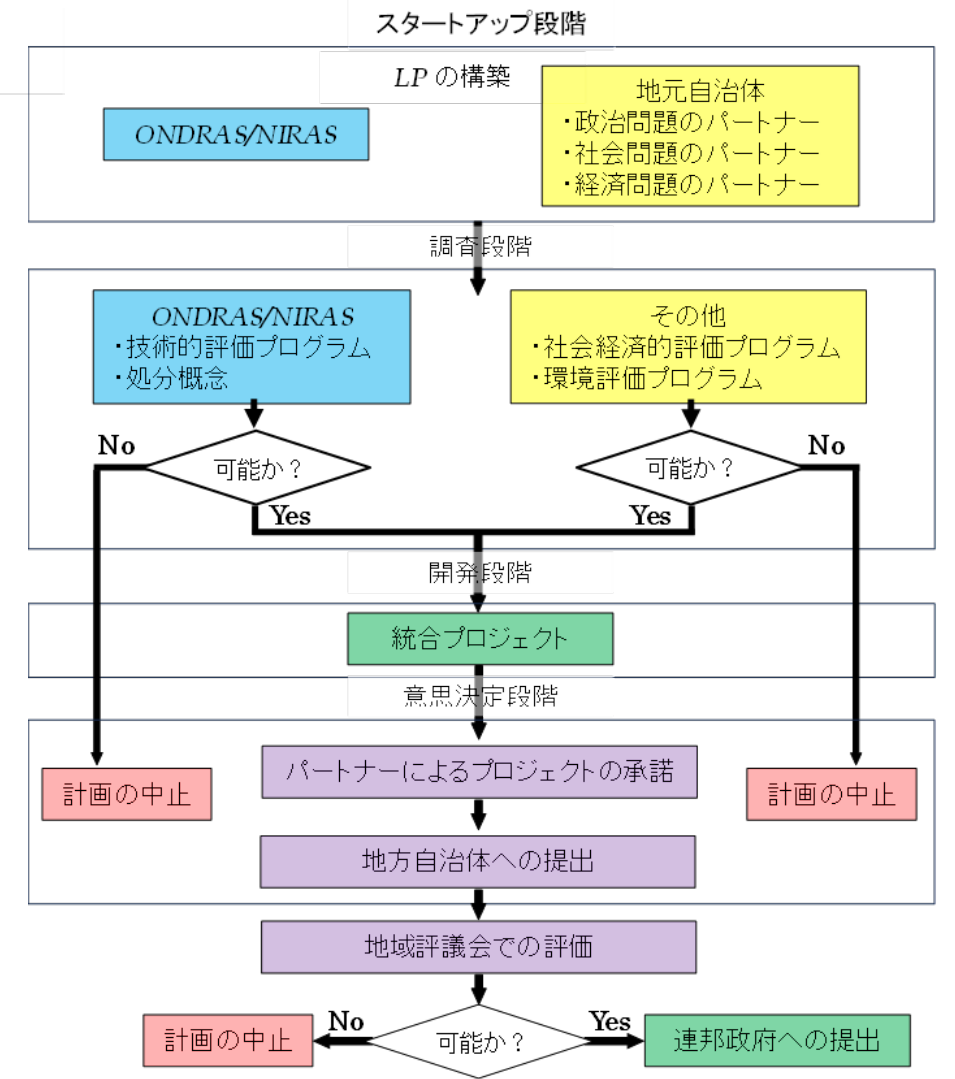 スタートアップ段階
LP の構築
ONDRAS/NIRAS
地元自治体
・政治問題のパートナー
・社会問題のパートナー
・経済問題のパートナー
調査段階
ONDRAS/NIRAS
・技術的評価プログラム
・処分概念
その他
・社会経済的評価プログラム
・環境評価プログラム
No
可能か？
Yes
可能か？
No
Yes
開発段階
統合プロジェクト
意思決定段階
計画の中止
パートナーによるプロジェクトの承諾
計画の中止
地方自治体への提出
地域評議会での評価
計画の中止
No
可能か？
Yes
連邦政府への提出